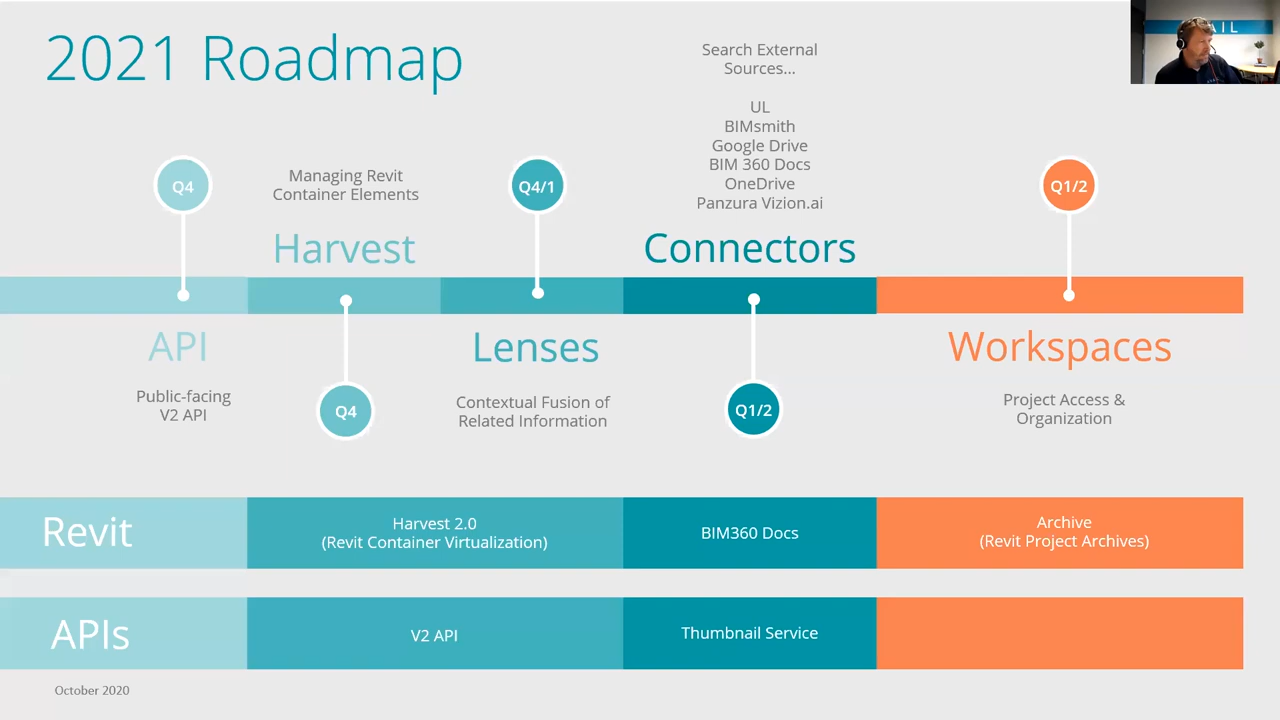 2021 Roadmap
Search External
Sources...
UL
BIMsmith
Google Drive
BIM 360 Docs
OneDrive
Panzura Vizion.ai
Q4
Managing Revit
Container Elements
Q4/1
Q1/2
Harvest
Connectors
API
Public-facing
V2 API
Q4
Lenses
Contextual Fusion of
Related Information
Q1/2
Workspaces
Project Access &
Organization
Revit
Harvest 2.0
(Revit Container Virtualization)
BIM360 Docs
Archive
(Revit Project Archives)
APIs
V2 API
Thumbnail Service
October 2020